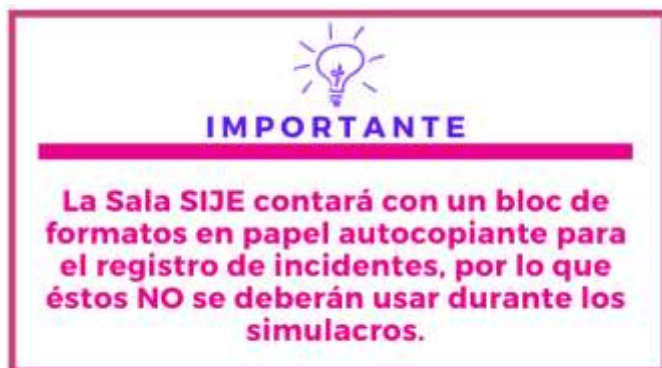 IMPORTANTE
La Sala SIJE contará con un bloc de
formatos en papel autocopiante para
el registro de incidentes, por lo que
éstos NO se deberán usar durante los
simulacros.